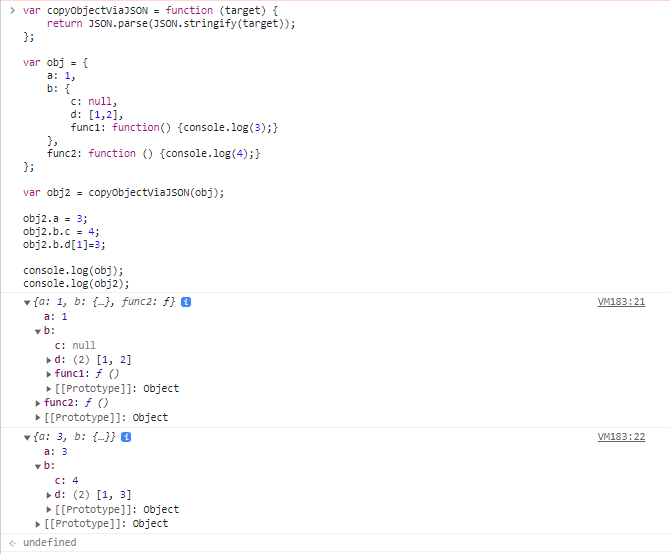 var copyObjectViaJSON = function (target) {
    return JSON.parse(JSON.stringify(target));
};

var obj = {
    a: 1,
    b: {
        c: null,
        d: [1,2],
        func1: function() {console.log(3);}
    },
    func2: function () {console.log(4);}
};

var obj2 = copyObjectViaJSON(obj);

obj2.a = 3;
obj2.b.c = 4;
obj2.b.d[1]=3;

console.log(obj);
console.log(obj2);
{a: 1, b: {…}, func2: ƒ} i VM183:21
a: 1
b:
c: null
d: (2) [1, 2]
func1: ƒ ()
[[Prototype]]: Object
func2: ƒ ()
[[Prototype]]: Object
{a: 3, b: {…}} i VM183:22
a: 3
b:
c: 4
d: (2) [1, 3]
[[Prototype]]: Object
[[Prototype]]: Object
undefined